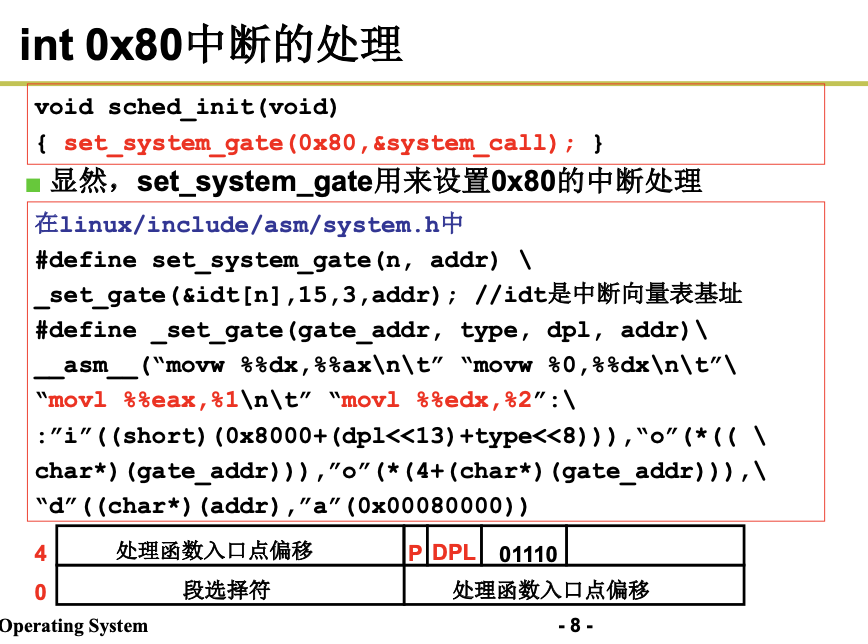 int 0x80中断的处理
void sched_init(void)
{ set_system_gate(0x80,&system_call); }
显然，set_system_gate用来设置0x80的中断处理
在linux/include/asm/system.h中
#define set_system_gate(n, addr) \
_set_gate(&idt[n],15,3,addr); //idt是中断向量表基址
#define _set_gate(gate_addr, type, dpl, addr)\
__asm__(“movw %%dx,%%ax\n\t” “movw %0,%%dx\n\t”\
“movl %%eax,%1\n\t” “movl %%edx,%2”:\
:”i”((short)(0x8000+(dpl<<13)+type<<8))),“o”(*(( \
char*)(gate_addr))),”o”(*(4+(char*)(gate_addr))),\
“d”((char*)(addr),”a”(0x00080000))
4 处理函数入口点偏移 P DPL 01110
0 段选择符 处理函数入口点偏移
Operating System - 8 -